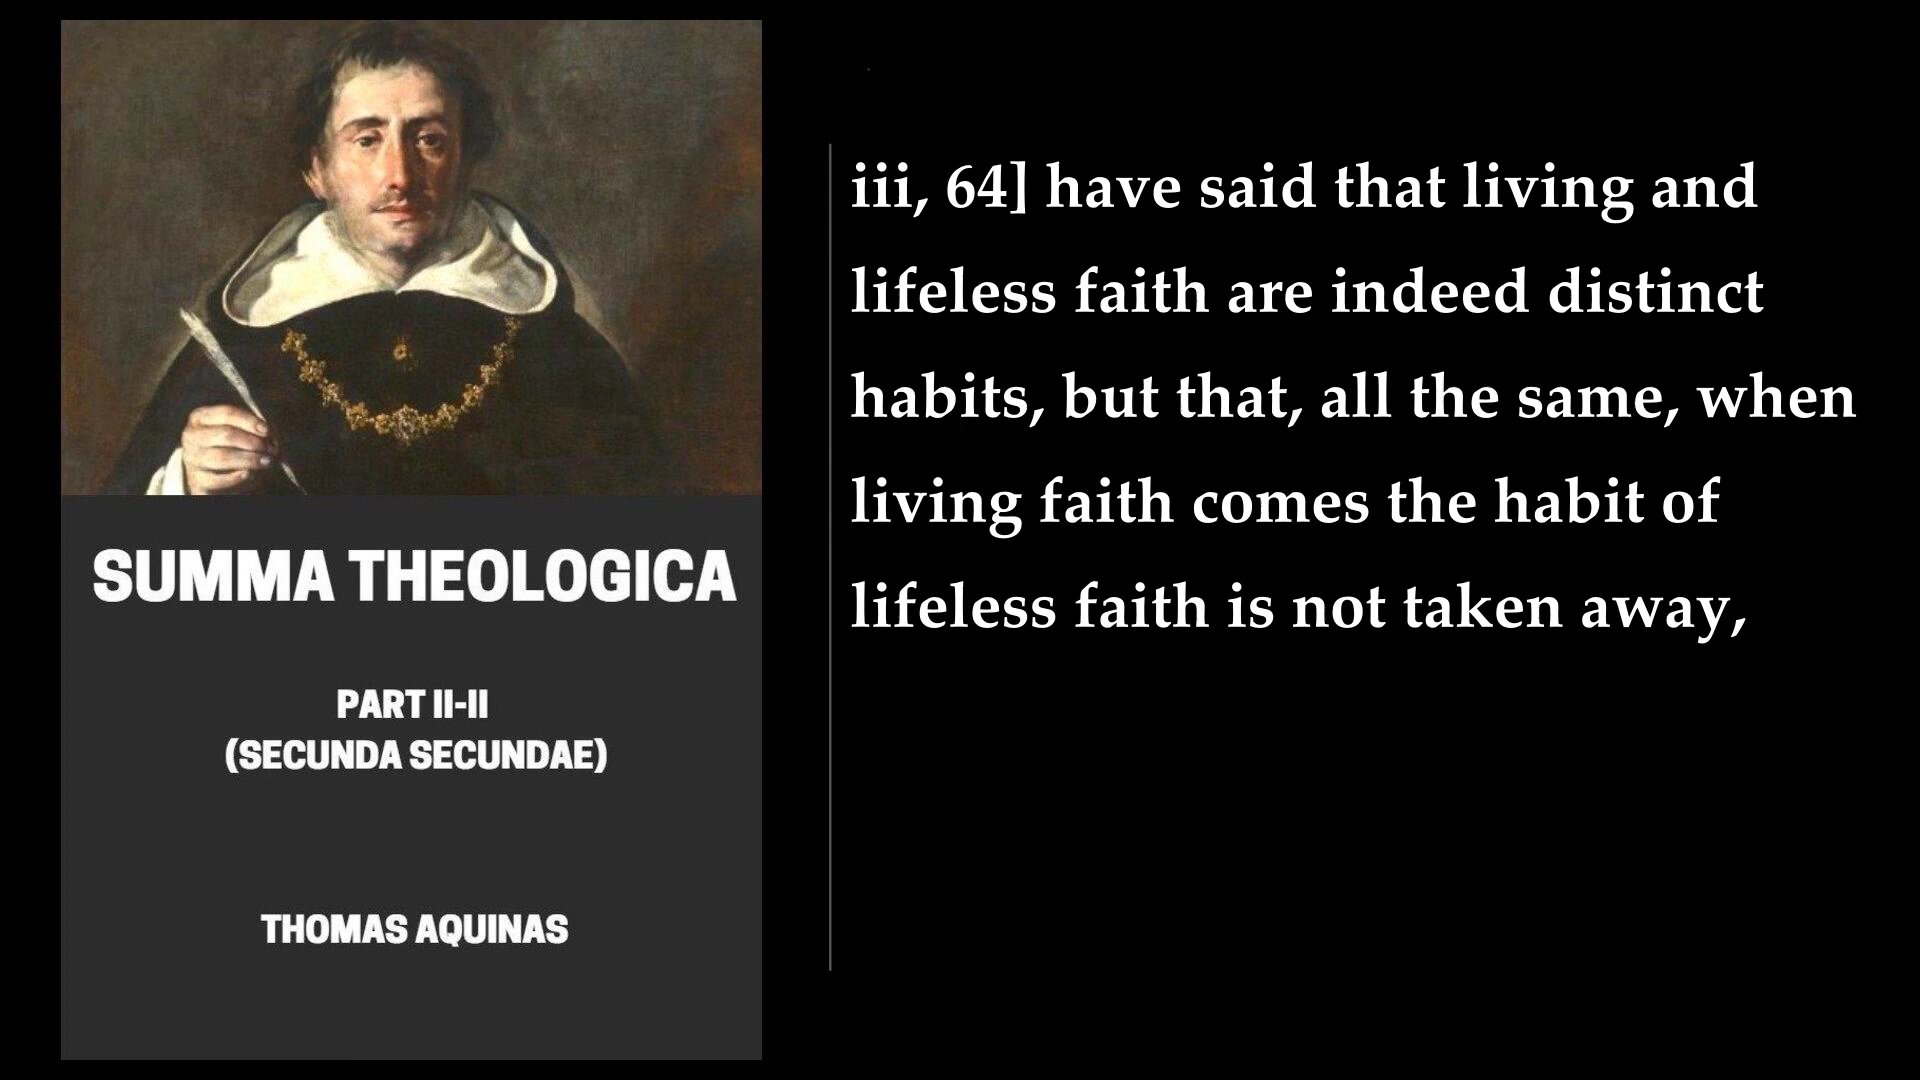 SUMMA THEOLOGICA
PART II-II
(SECUNDA SECUNDAE)
THOMAS AQUINAS
iii, 64] have said that living and
lifeless faith are indeed distinct
habits, but that, all the same, when
living faith comes the habit of
lifeless faith is not taken away,